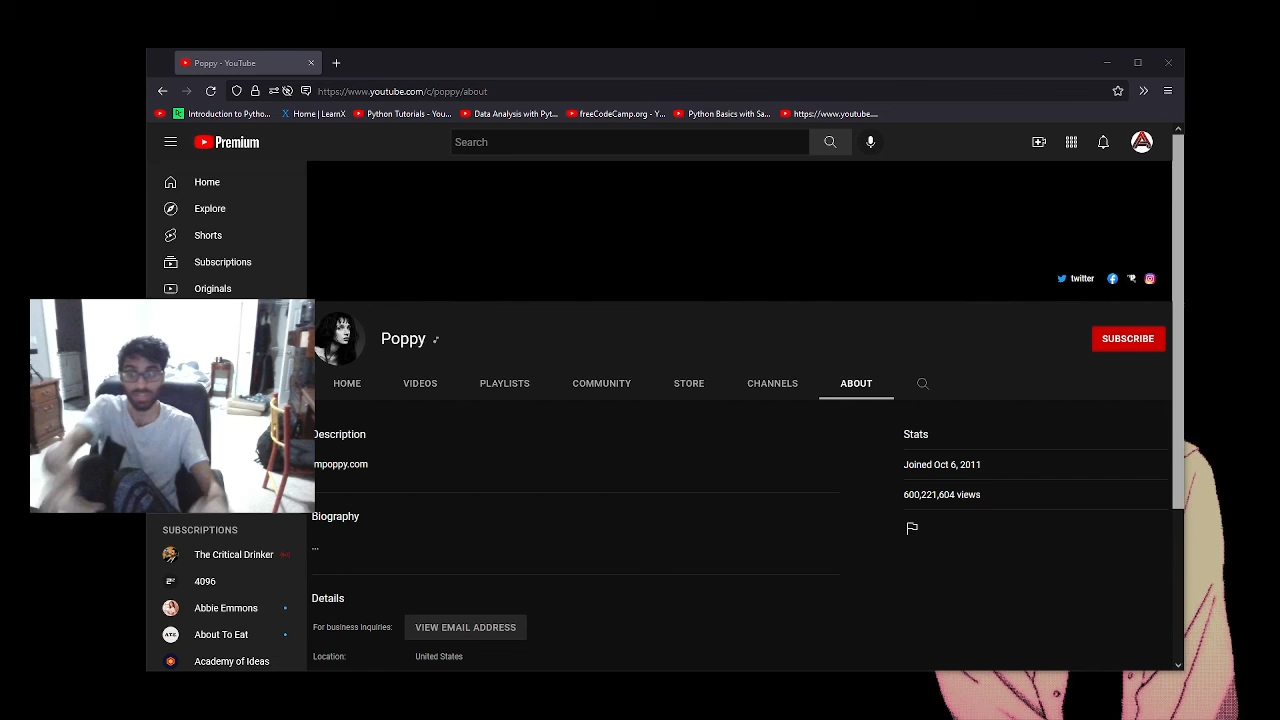 Poppy - YouTube
https://www.youtube.com/c/poppy/about
Introduction to Pytho...
Home | LearnX
Python Tutorials - You...
Data Analysis with Pyt...
freeCodeCamp.org - Y...
Python Basics with Sa...
https://www.youtube....
Premium
Search
Home
Explore
Shorts
Subscriptions
Originals
twitter
Poppy
SUBSCRIBE
HOME
VIDEOS
PLAYLISTS
COMMUNITY
STORE
CHANNELS
ABOUT
Description
impoppy.com
Biography
...
Details
For business inquiries:
VIEW EMAIL ADDRESS
Location:
United States
Stats
Joined Oct 6, 2011
600,221,604 views
SUBSCRIPTIONS
The Critical Drinker
4096
Abbie Emmons
About To Eat
Academy of Ideas